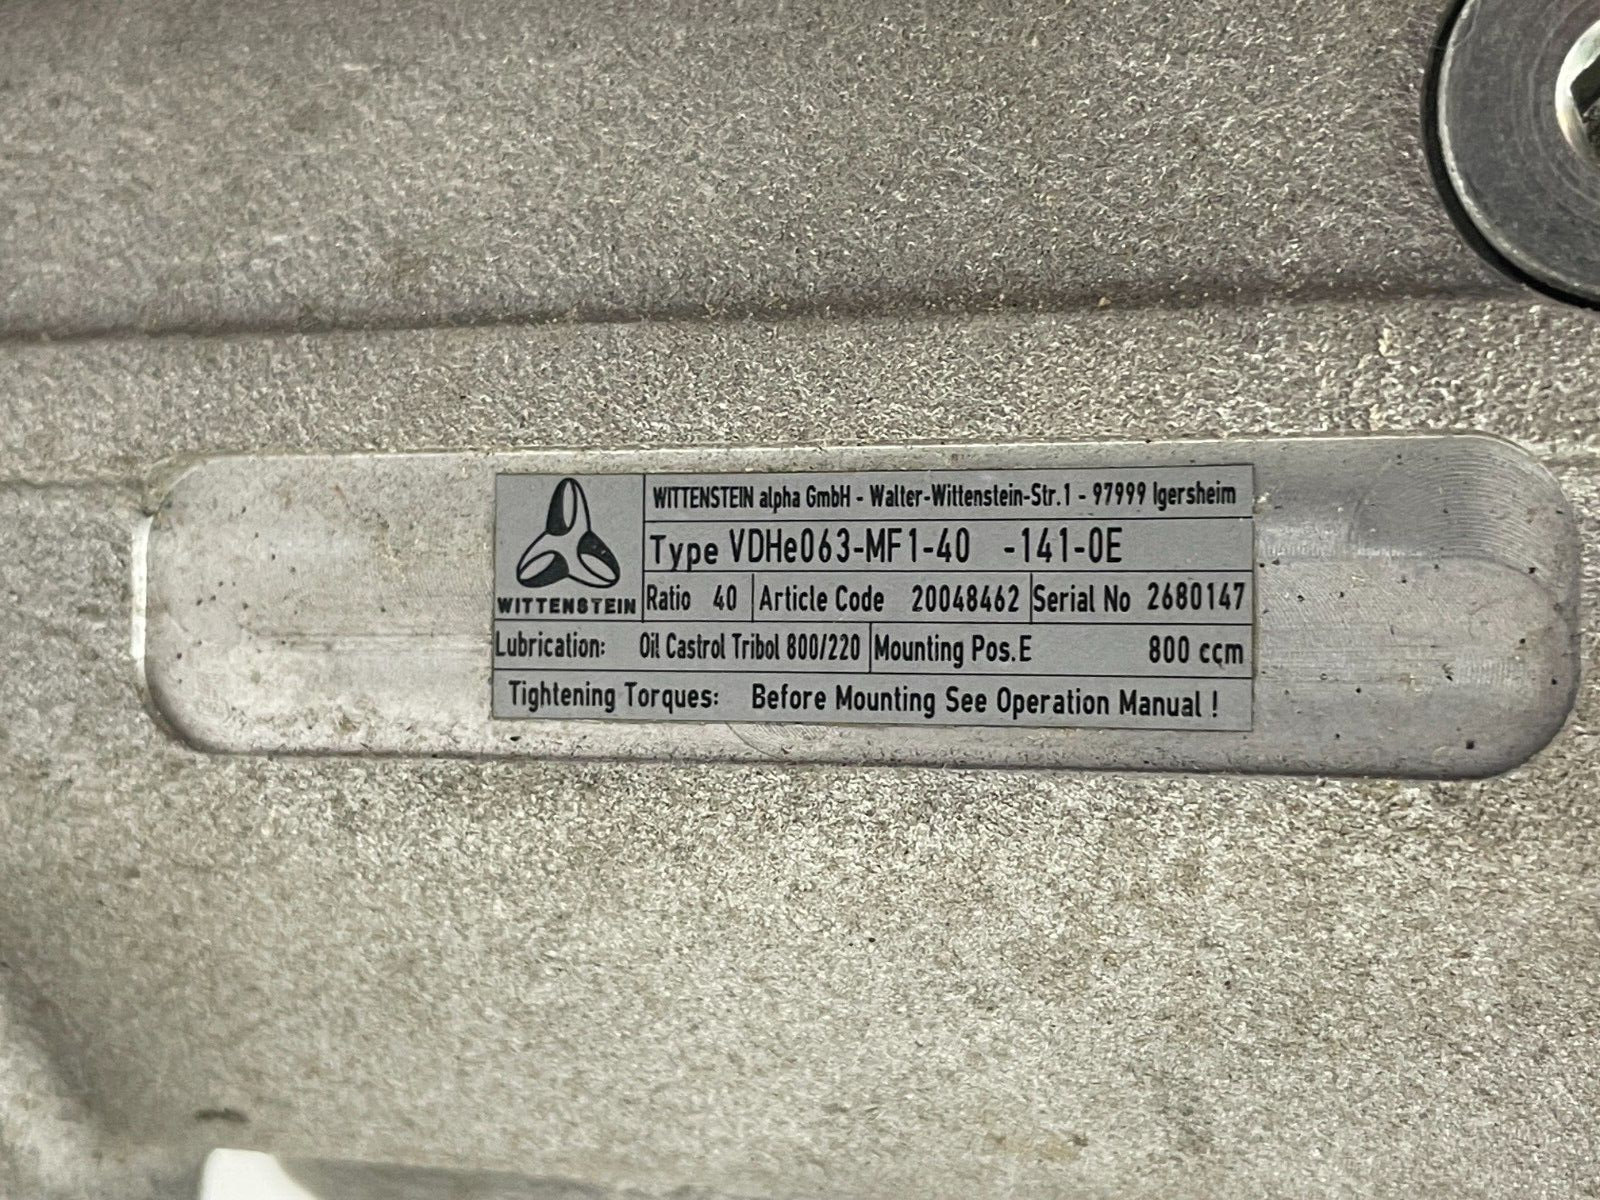 WITTENSTEIN alpha GmbH - Walter-Wittenstein-Str.1 - 97999 Igersheim
Type VDHe063-MF1-40 -141-0E
WITTENSTEIN
Ratio 40 Article Code 20048462 Serial No 2680147
Lubrication: Oil Castrol Tribol 800/220 Mounting Pos.E 800 ccm
Tightening Torques: Before Mounting See Operation Manual !